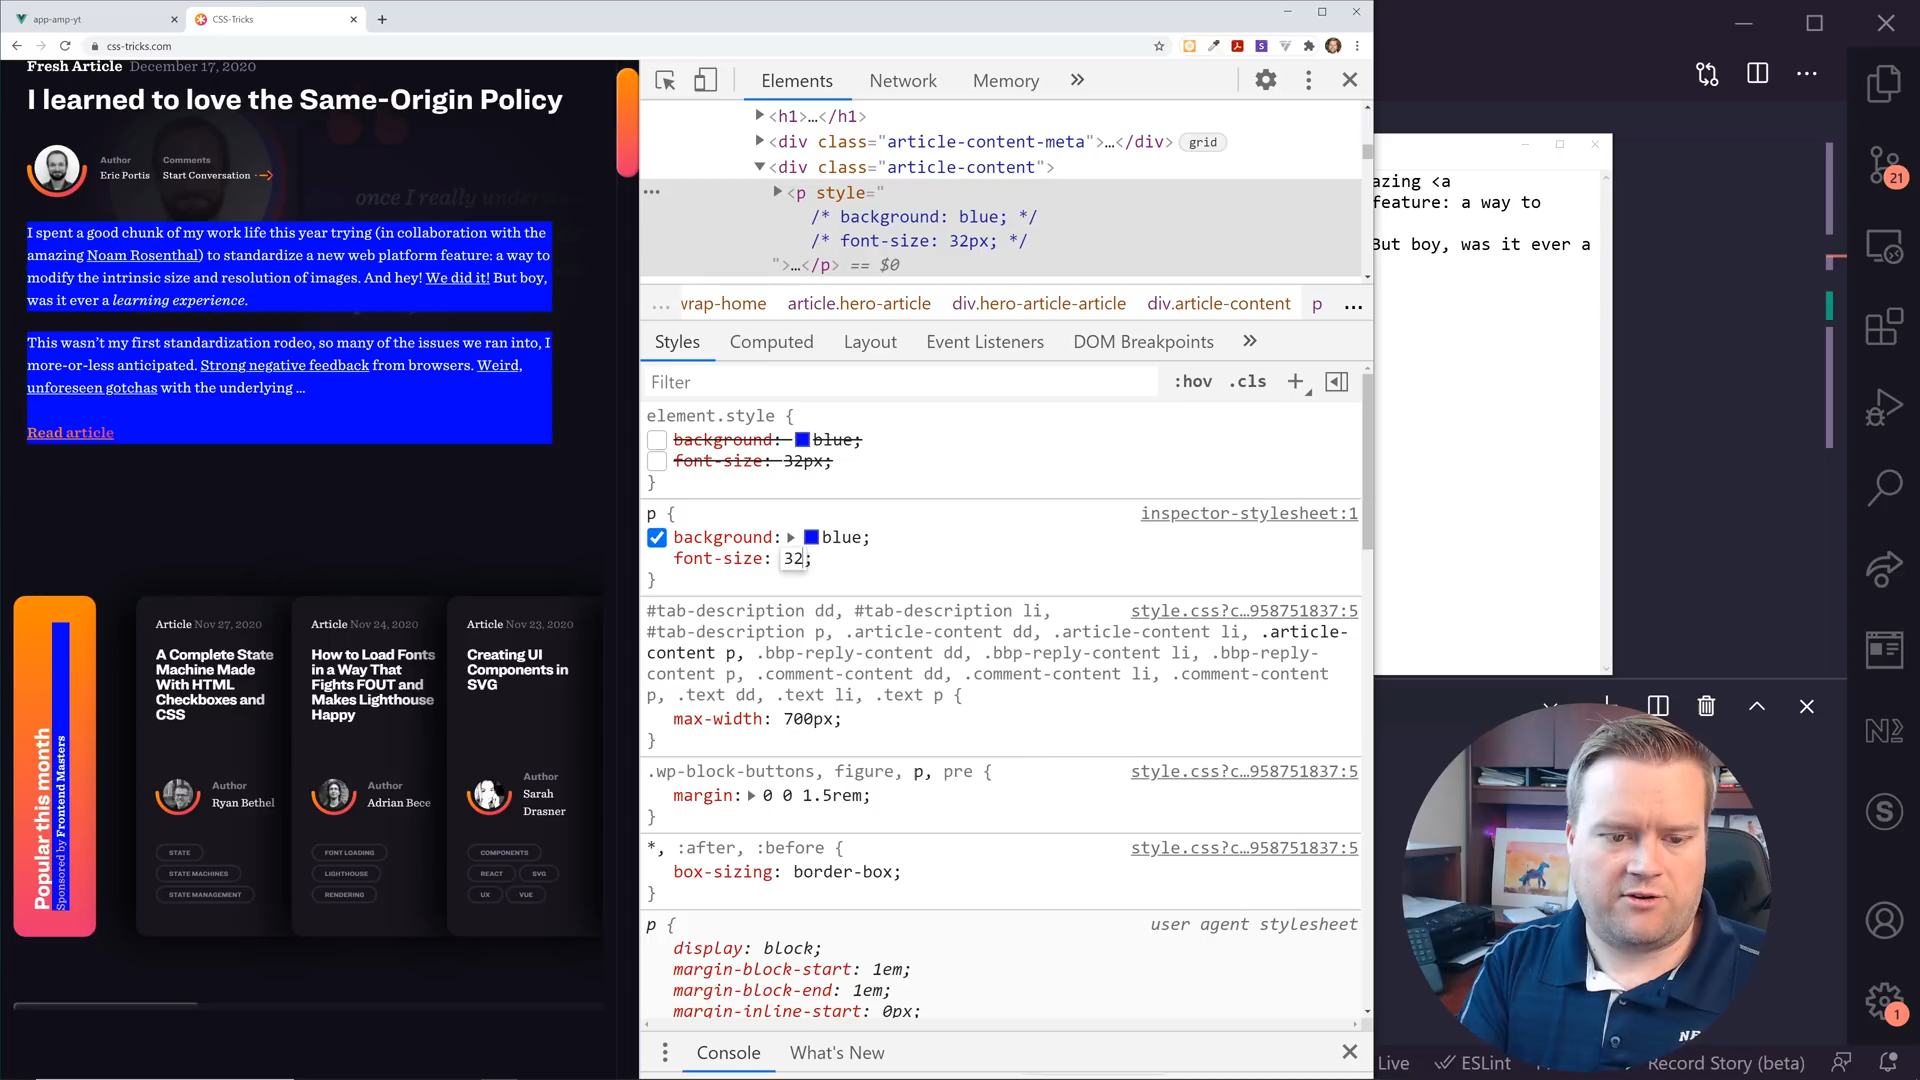 app-amp-yt
CSS-Tricks
css-tricks.com
Fresh Article December 17, 2020
I learned to love the Same-Origin Policy
Author
Eric Portis
Comments
Start Conversation
once I really unders
I spent a good chunk of my work life this year trying (in collaboration with the
amazing Noam Rosenthal) to standardize a new web platform feature: a way to
modify the intrinsic size and resolution of images. And hey! We did it! But boy,
was it ever a learning experience.
This wasn't my first standardization rodeo, so many of the issues we ran into, I
more-or-less anticipated. Strong negative feedback from browsers. Weird,
unforeseen gotchas with the underlying ...
Read article
Popular this month
Sponsored by Frontend Masters
Article Nov 27, 2020
A Complete State
Machine Made
With HTML
Checkboxes and
CSS
Author
Ryan Bethel
STATE
STATE MACHINES
STATE MANAGEMENT
Article Nov 24, 2020
How to Load Fonts
in a Way That
Fights FOUT and
Makes Lighthouse
Happy
Author
Adrian Bece
FONT LOADING
LIGHTHOUSE
RENDERING
Article Nov 23, 2020
Creating UI
Components in
SVG
Author
Sarah
Drasner
COMPONENTS
REACT SVG
UX VUE
Elements Network Memory
<h1>…</h1>
<div class="article-content-meta">…</div> grid
<div class="article-content">
<p style="
/* background: blue; */
/* font-size: 32px; */
">…</p> == $0
... wrap-home article.hero-article div.hero-article-article div.article-content p ...
Styles Computed Layout Event Listeners DOM Breakpoints
Filter :hov .cls
element.style {
background: blue;
font-size: 32px;
}
p { inspector-stylesheet:1
background: blue;
font-size: 32;
}
#tab-description dd, #tab-description li, style.css?c…958751837:5
#tab-description p, .article-content dd, .article-content li, .article-
content p, .bbp-reply-content dd, .bbp-reply-content li, .bbp-reply-
content p, .comment-content dd, .comment-content li, .comment-content
p, .text dd, .text li, .text p {
max-width: 700px;
}
.wp-block-buttons, figure, p, pre { style.css?c…958751837:5
margin: 0 0 1.5rem;
}
*, :after, :before { style.css?c…958751837:5
box-sizing: border-box;
}
p { user agent stylesheet
display: block;
margin-block-start: 1em;
margin-block-end: 1em;
margin-inline-start: 0px;
Console What's New
azing <a
feature: a way to
But boy, was it ever a
21
N
S
1
Live ESLint Record Story (beta)